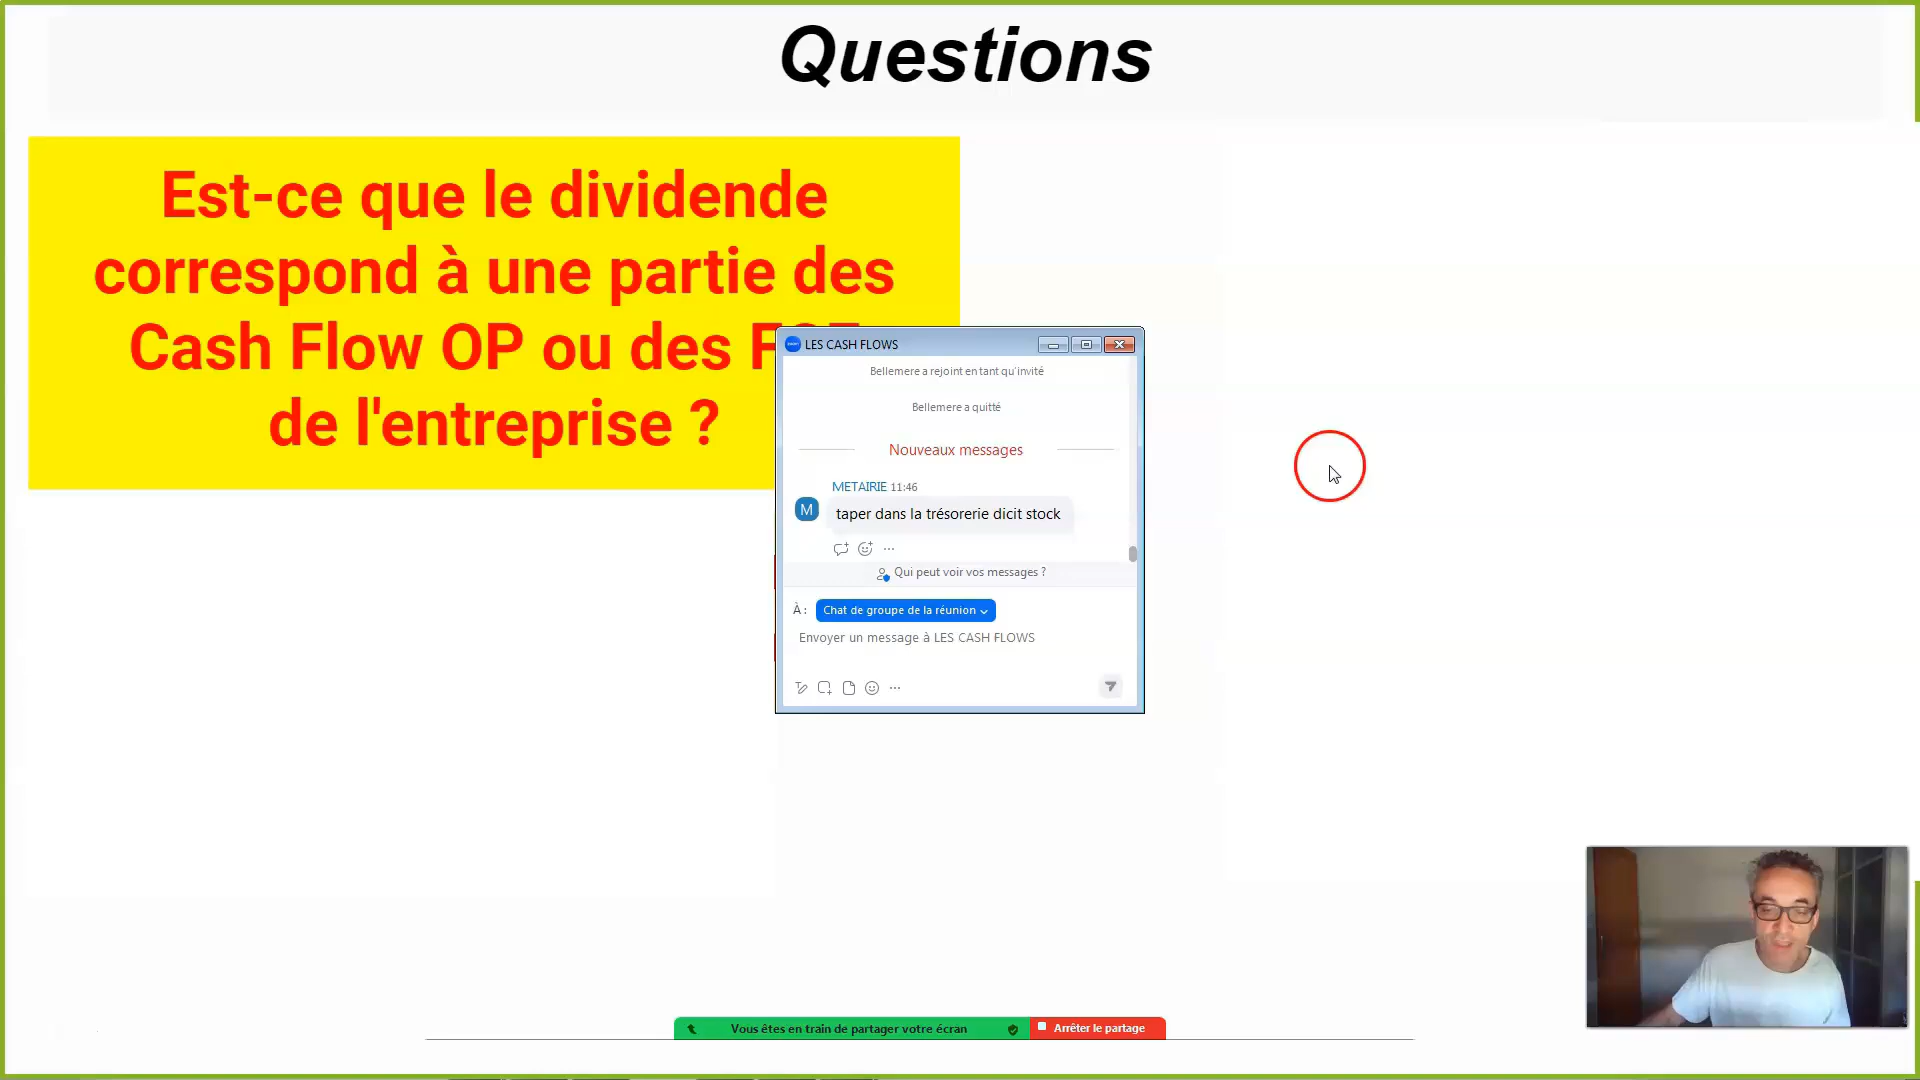 Questions
Est-ce que le dividende
correspond à une partie des
Cash Flow OP ou des
de l'entreprise ?
LES CASH FLOWS
Bellemere a rejoint en tant qu'invité
Bellemere a quitté
Nouveaux messages
METAIRIE 11:46
M
taper dans la trésorerie dicit stock
Qui peut voir vos messages ?
À :
Chat de groupe de la réunion
Envoyer un message à LES CASH FLOWS
Vous êtes en train de partager votre écran
Arrêter le partage